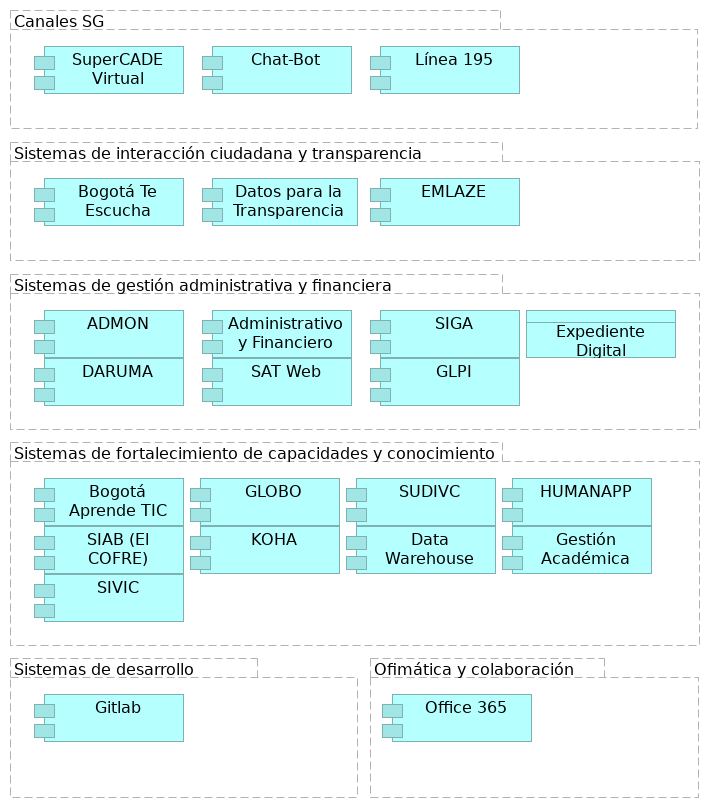 Canales SG
SuperCADE
Virtual
Chat-Bot
Línea 195
Sistemas de interacción ciudadana y transparencia
Bogotá Te
Escucha
Datos para la
Transparencia
EMLAZE
Sistemas de gestión administrativa y financiera
ADMON
Administrativo
y Financiero
SIGA
Expediente
Digital
DARUMA
SAT Web
GLPI
Sistemas de fortalecimiento de capacidades y conocimiento
Bogotá
Aprende TIC
GLOBO
SUDIVC
HUMANAPP
SIAB (El
COFRE)
KOHA
Data
Warehouse
Gestión
Académica
SIVIC
Sistemas de desarrollo
Gitlab
Ofimática y colaboración
Office 365